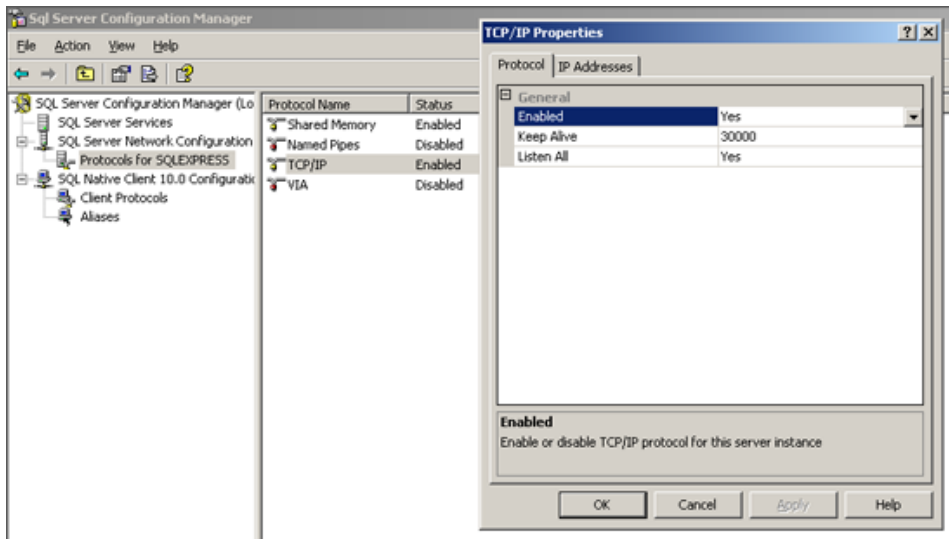 Sql Server Configuration Manager
File Action View Help
SQL Server Configuration Manager (Lo
SQL Server Services
SQL Server Network Configuration
Protocols for SQLEXPRESS
SQL Native Client 10.0 Configuratic
Client Protocols
Aliases
Protocol Name Status
Shared Memory Enabled
Named Pipes Disabled
TCP/IP Enabled
VIA Disabled
TCP/IP Properties
Protocol IP Addresses
General
Enabled Yes
Keep Alive 30000
Listen All Yes
Enabled
Enable or disable TCP/IP protocol for this server instance
OK Cancel Apply Help